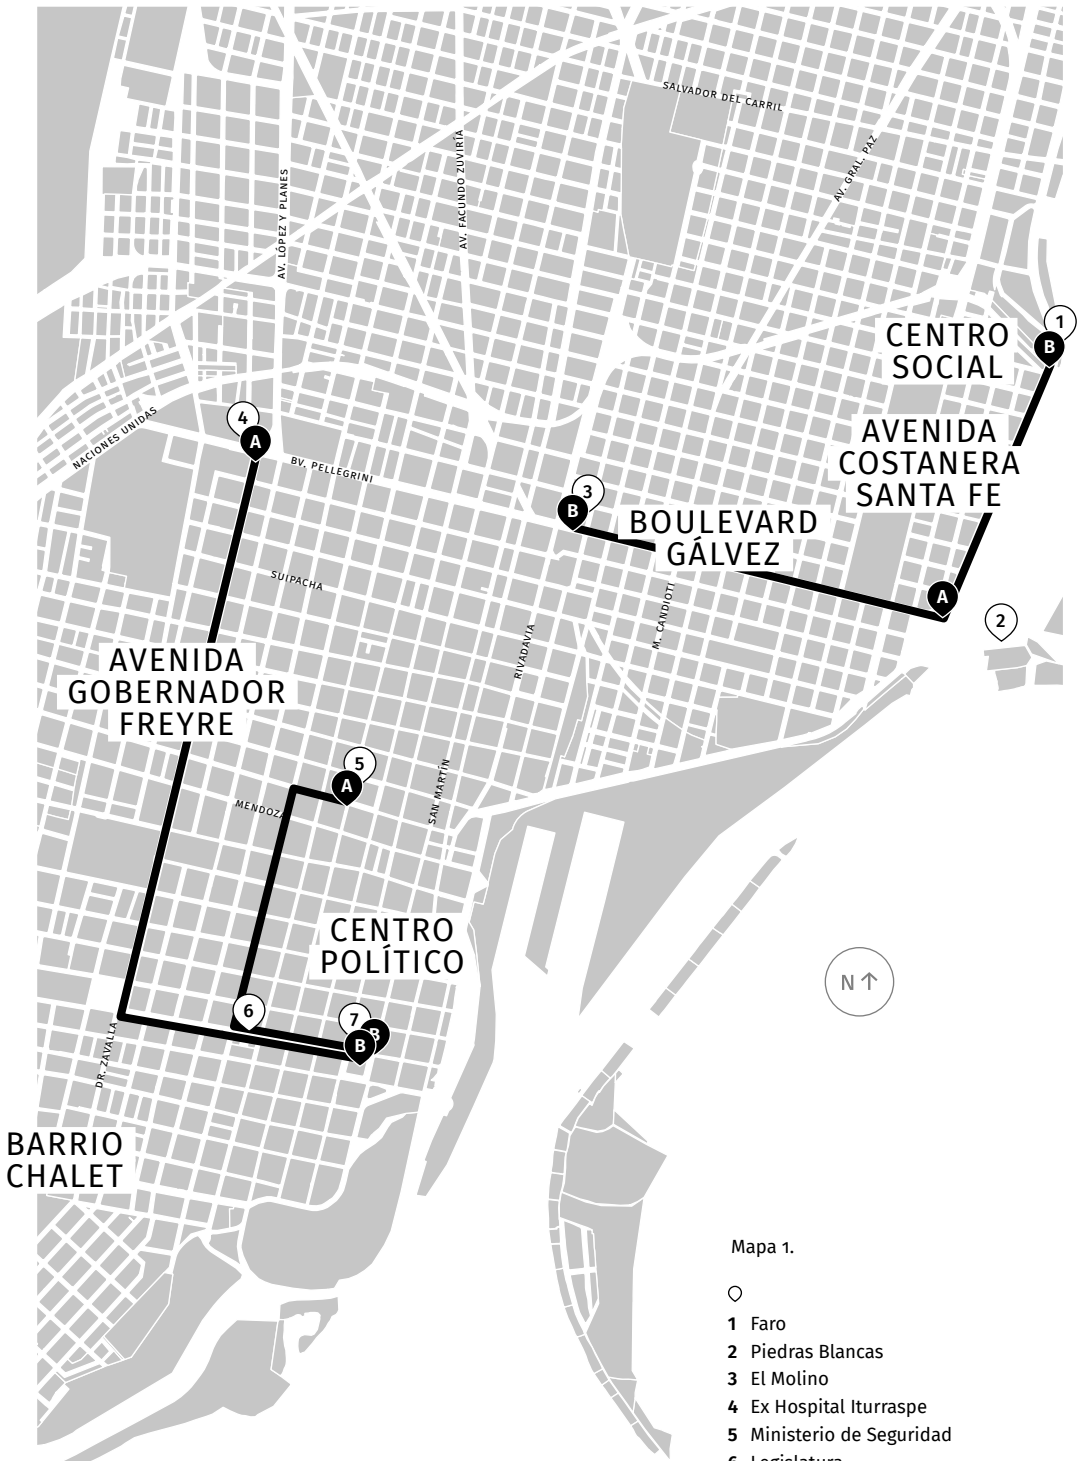 SALVADOR DEL CARRIL
AV. GRAL. PAZ
AV. FACUNDO ZUVIRÍA
AV. LÓPEZ Y PLANES
1
B
CENTRO
SOCIAL
AVENIDA
COSTANERA
SANTA FE
4
A
NACIONES UNIDAS
BV. PELLEGRINI
3
B
BOULEVARD
GÁLVEZ
SUIPACHA
M. CANDIOTI
A
2
RIVADAVIA
AVENIDA
GOBERNADOR
FREYRE
5
A
SAN MARTÍN
MENDOZA
CENTRO
POLÍTICO
N ↑
6
7
B
B
DR. ZAVALLA
BARRIO
CHALET
Mapa 1.
1 Faro
2 Piedras Blancas
3 El Molino
4 Ex Hospital Iturraspe
5 Ministerio de Seguridad
6 Legislatura